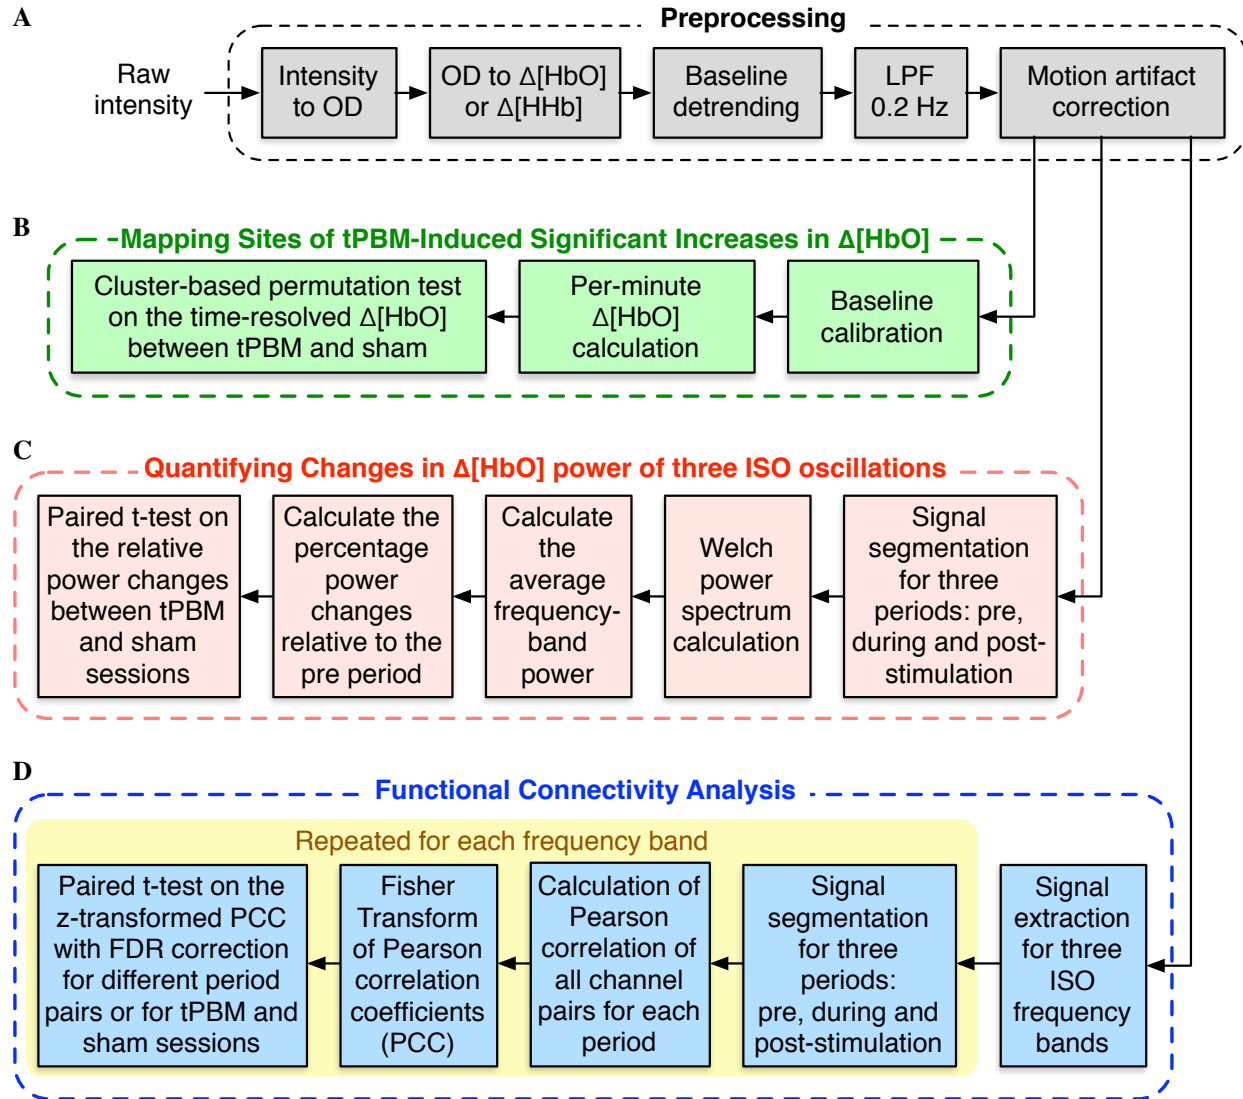 A
Preprocessing
Raw
intensity
Intensity
to OD
OD to Δ[HbO]
or Δ[HHb]
Baseline
detrending
LPF
0.2 Hz
Motion artifact
correction
B
Mapping Sites of tPBM-Induced Significant Increases in Δ[HbO]
Cluster-based permutation test
on the time-resolved Δ[HbO]
between tPBM and sham
Per-minute
Δ[HbO]
calculation
Baseline
calibration
C
Quantifying Changes in Δ[HbO] power of three ISO oscillations
Paired t-test on
the relative
power changes
between tPBM
and sham
sessions
Calculate the
percentage
power
changes
relative to the
pre period
Calculate
the
average
frequency-
band
power
Welch
power
spectrum
calculation
Signal
segmentation
for three
periods: pre,
during and post-
stimulation
D
Functional Connectivity Analysis
Repeated for each frequency band
Paired t-test on the
z-transformed PCC
with FDR correction
for different period
pairs or for tPBM and
sham sessions
Fisher
Transform
of Pearson
correlation
coefficients
(PCC)
Calculation of
Pearson
correlation of
all channel
pairs for each
period
Signal
segmentation
for three
periods:
pre, during and
post-stimulation
Signal
extraction
for three
ISO
frequency
bands